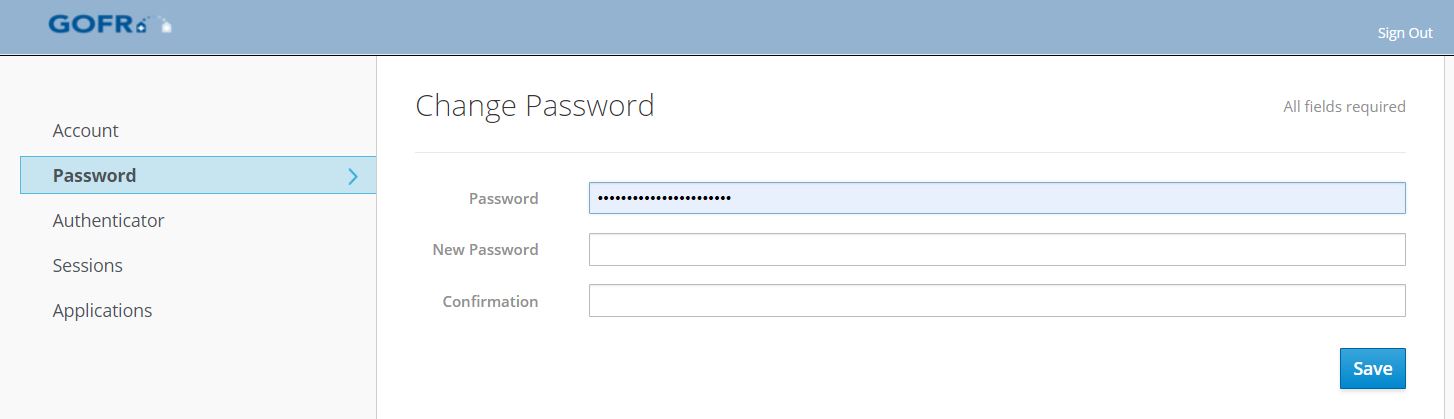 GOFR
Sign Out
Account
Password
Authenticator
Sessions
Applications
Change Password
All fields required
Password
•••••••••••••••••••••••
New Password
Confirmation
Save